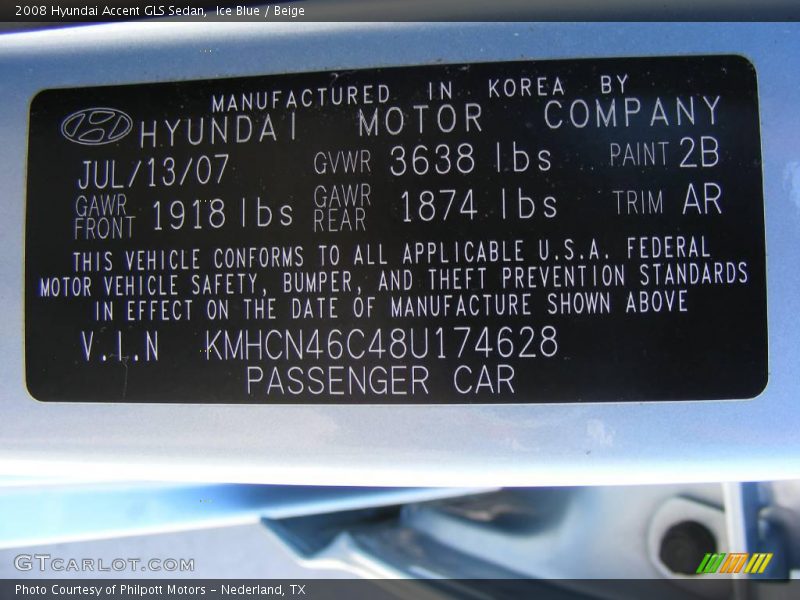 2008 Hyundai Accent GLS Sedan, Ice Blue / Beige
MANUFACTURED IN KOREA BY
HYUNDAI MOTOR COMPANY
JUL/13/07 GVWR 3638 lbs PAINT 2B
GAWR FRONT 1918 lbs GAWR REAR 1874 lbs TRIM AR
THIS VEHICLE CONFORMS TO ALL APPLICABLE U.S.A. FEDERAL
MOTOR VEHICLE SAFETY, BUMPER, AND THEFT PREVENTION STANDARDS
IN EFFECT ON THE DATE OF MANUFACTURE SHOWN ABOVE
V.I.N KMHCN46C48U174628
PASSENGER CAR
GTCARLOT.COM
Photo Courtesy of Philpott Motors - Nederland, TX